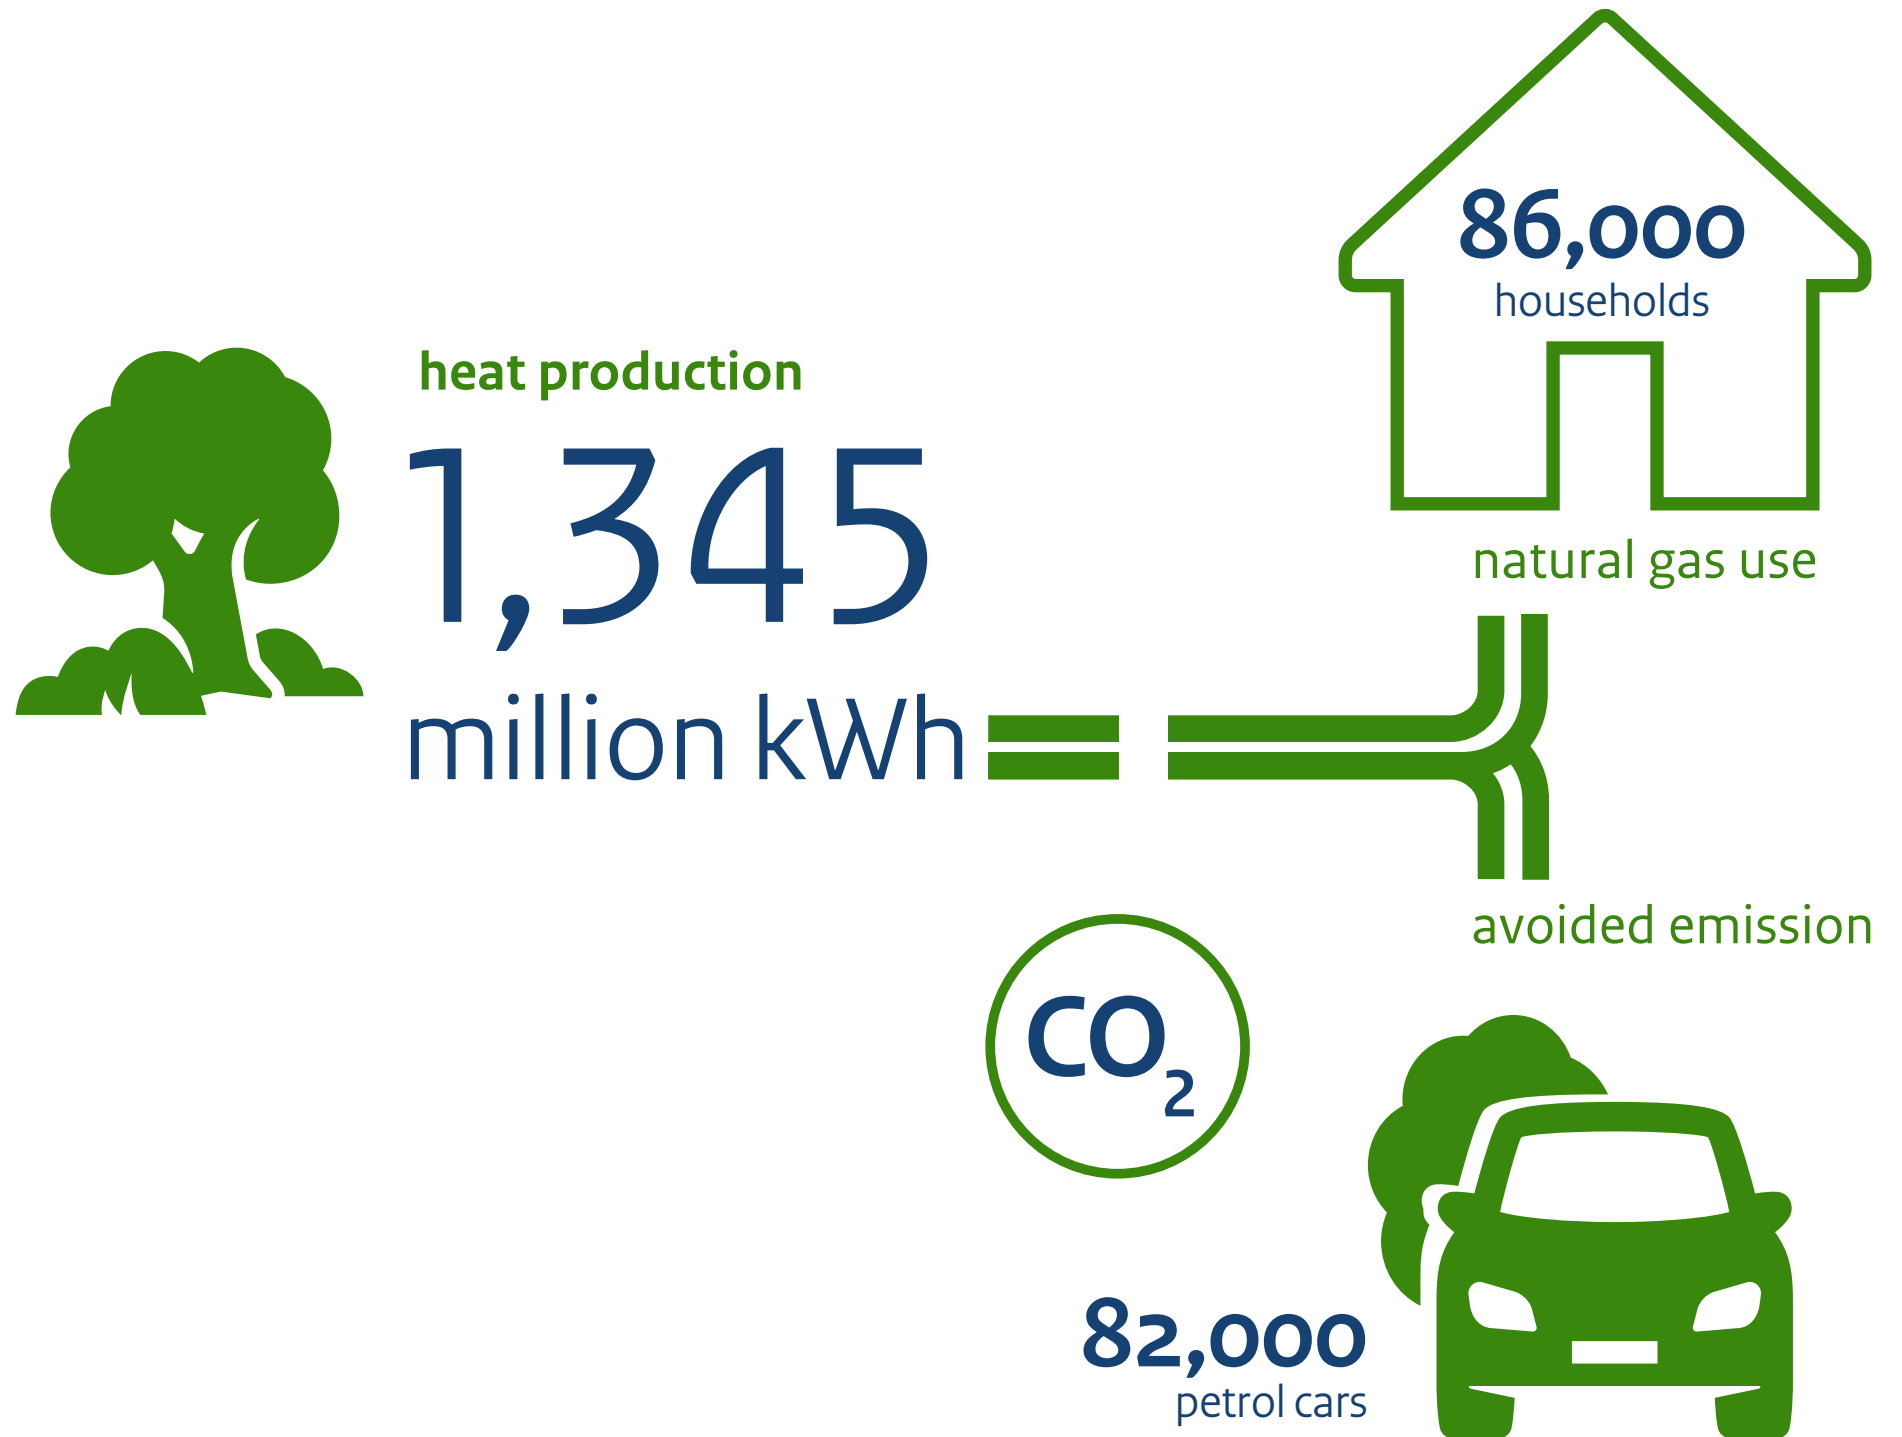 heat production
1,345
million kWh
86,000
households
natural gas use
avoided emission
CO₂
82,000
petrol cars